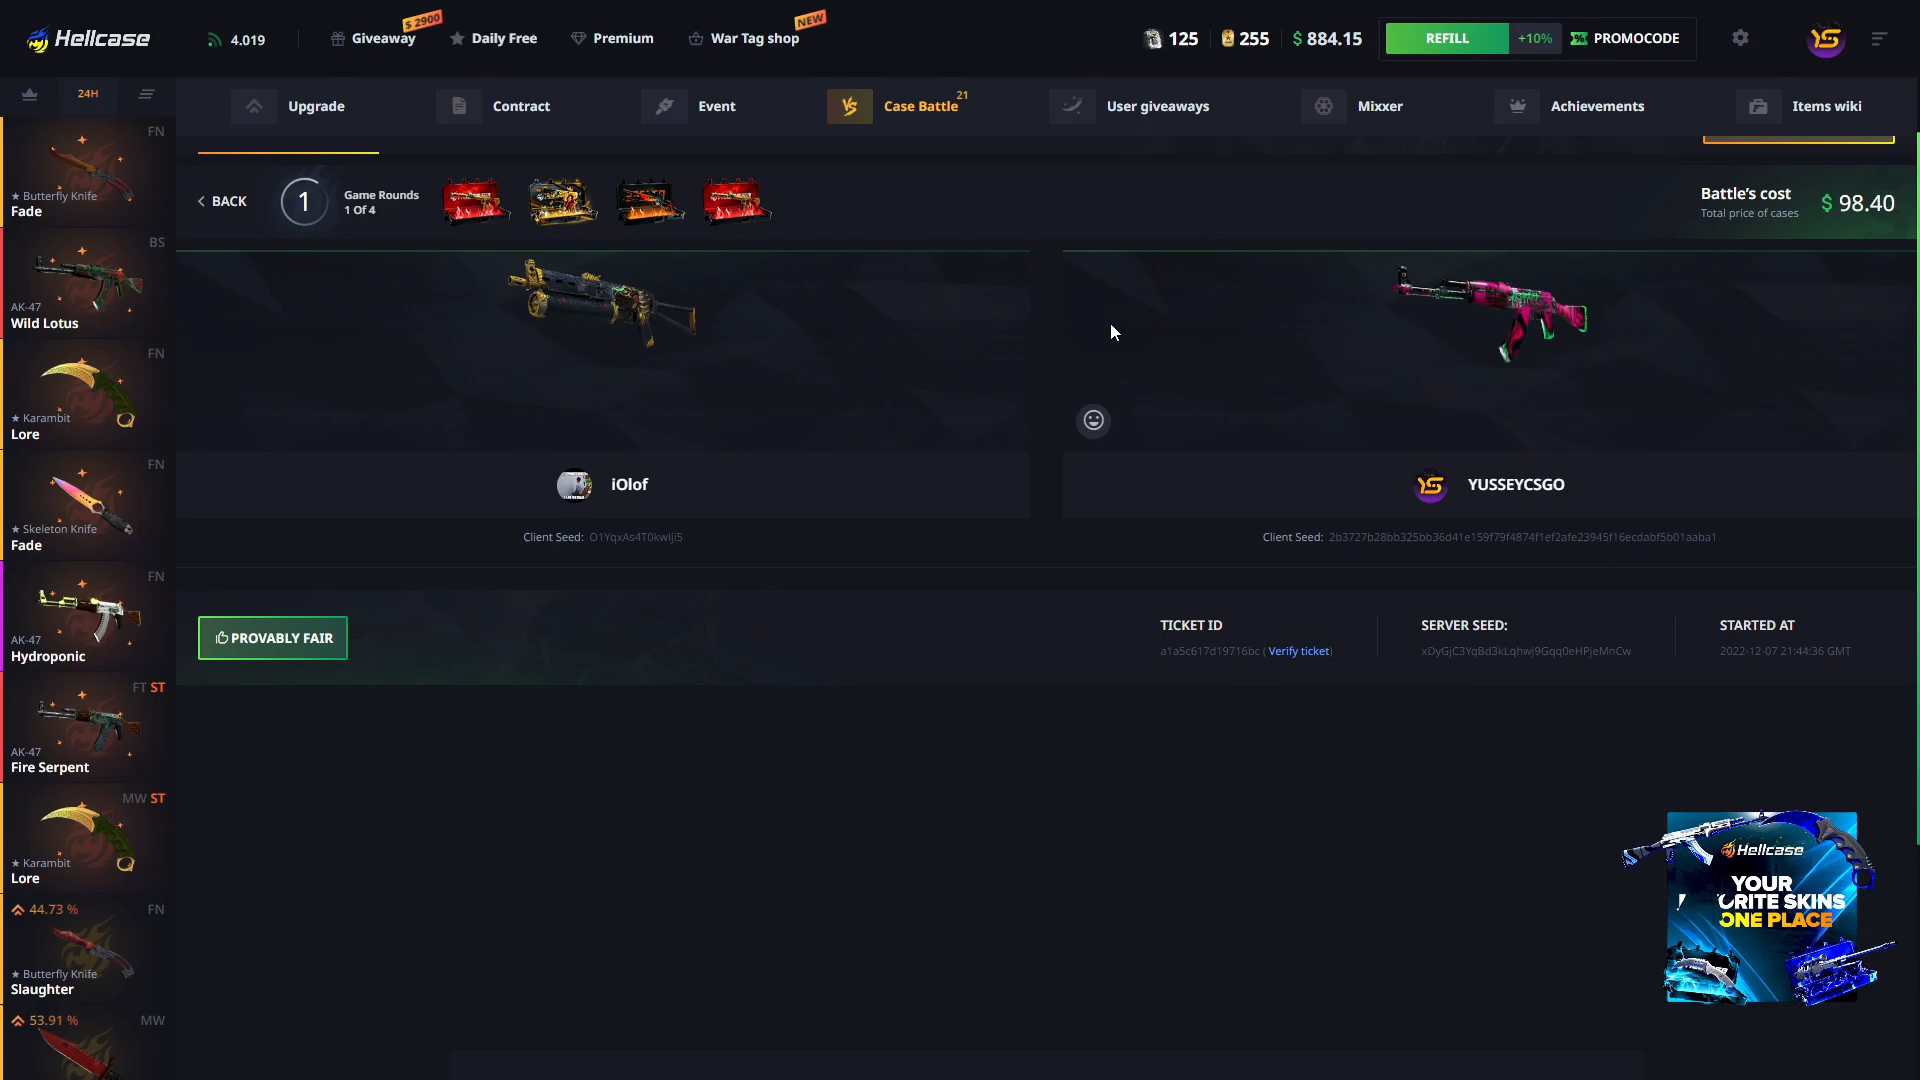 Hellcase
4.019
Giveaway
$ 2900
Daily Free
Premium
War Tag shop
NEW
125
255
$ 884.15
REFILL
+10%
PROMOCODE
24H
Upgrade
Contract
Event
Case Battle
21
User giveaways
Mixxer
Achievements
Items wiki
BACK
1
Game Rounds
1 Of 4
Battle's cost
Total price of cases
$ 98.40
FN
★ Butterfly Knife
Fade
BS
AK-47
Wild Lotus
FN
★ Karambit
Lore
FN
★ Skeleton Knife
Fade
FN
AK-47
Hydroponic
FT ST
AK-47
Fire Serpent
MW ST
★ Karambit
Lore
44.73 %
FN
★ Butterfly Knife
Slaughter
53.91 %
MW
iOlof
YUSSEYCSGO
Client Seed: O1YqxAs4T0kwlji5
Client Seed: 2b3727b28bb325bb36d41e159f79f4874f1ef2afe23945f16ecdabf5b01aaba1
PROVABLY FAIR
TICKET ID
a1a5c617d19716bc ( Verify ticket)
SERVER SEED:
xDyGjC3YqBd3kLqhwj9Gqq0eHPjeMnCw
STARTED AT
2022-12-07 21:44:36 GMT
Hellcase
YOUR
ORITE SKINS
ONE PLACE